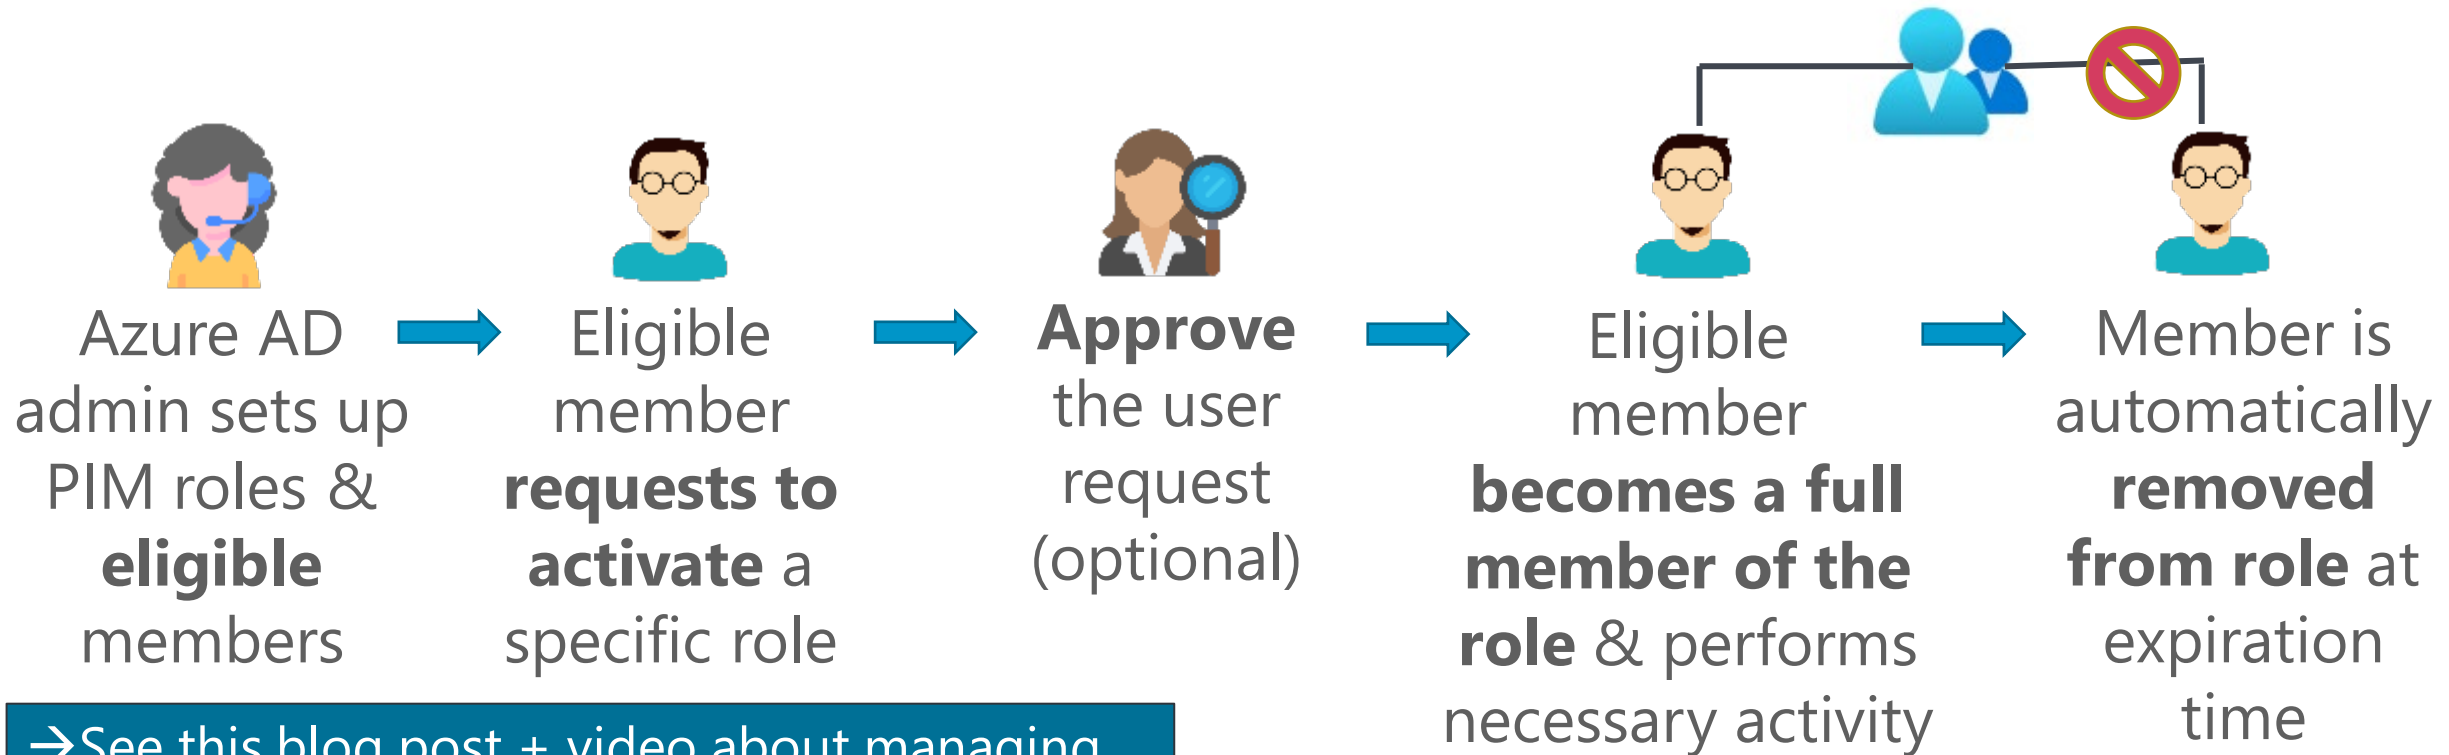 Azure AD
admin sets up
PIM roles &
eligible
members
Eligible
member
requests to
activate a
specific role
Approve
the user
request
(optional)
Eligible
member
becomes a full
member of the
role & performs
necessary activity
Member is
automatically
removed
from role at
expiration
time
→See this blog post + video about managing